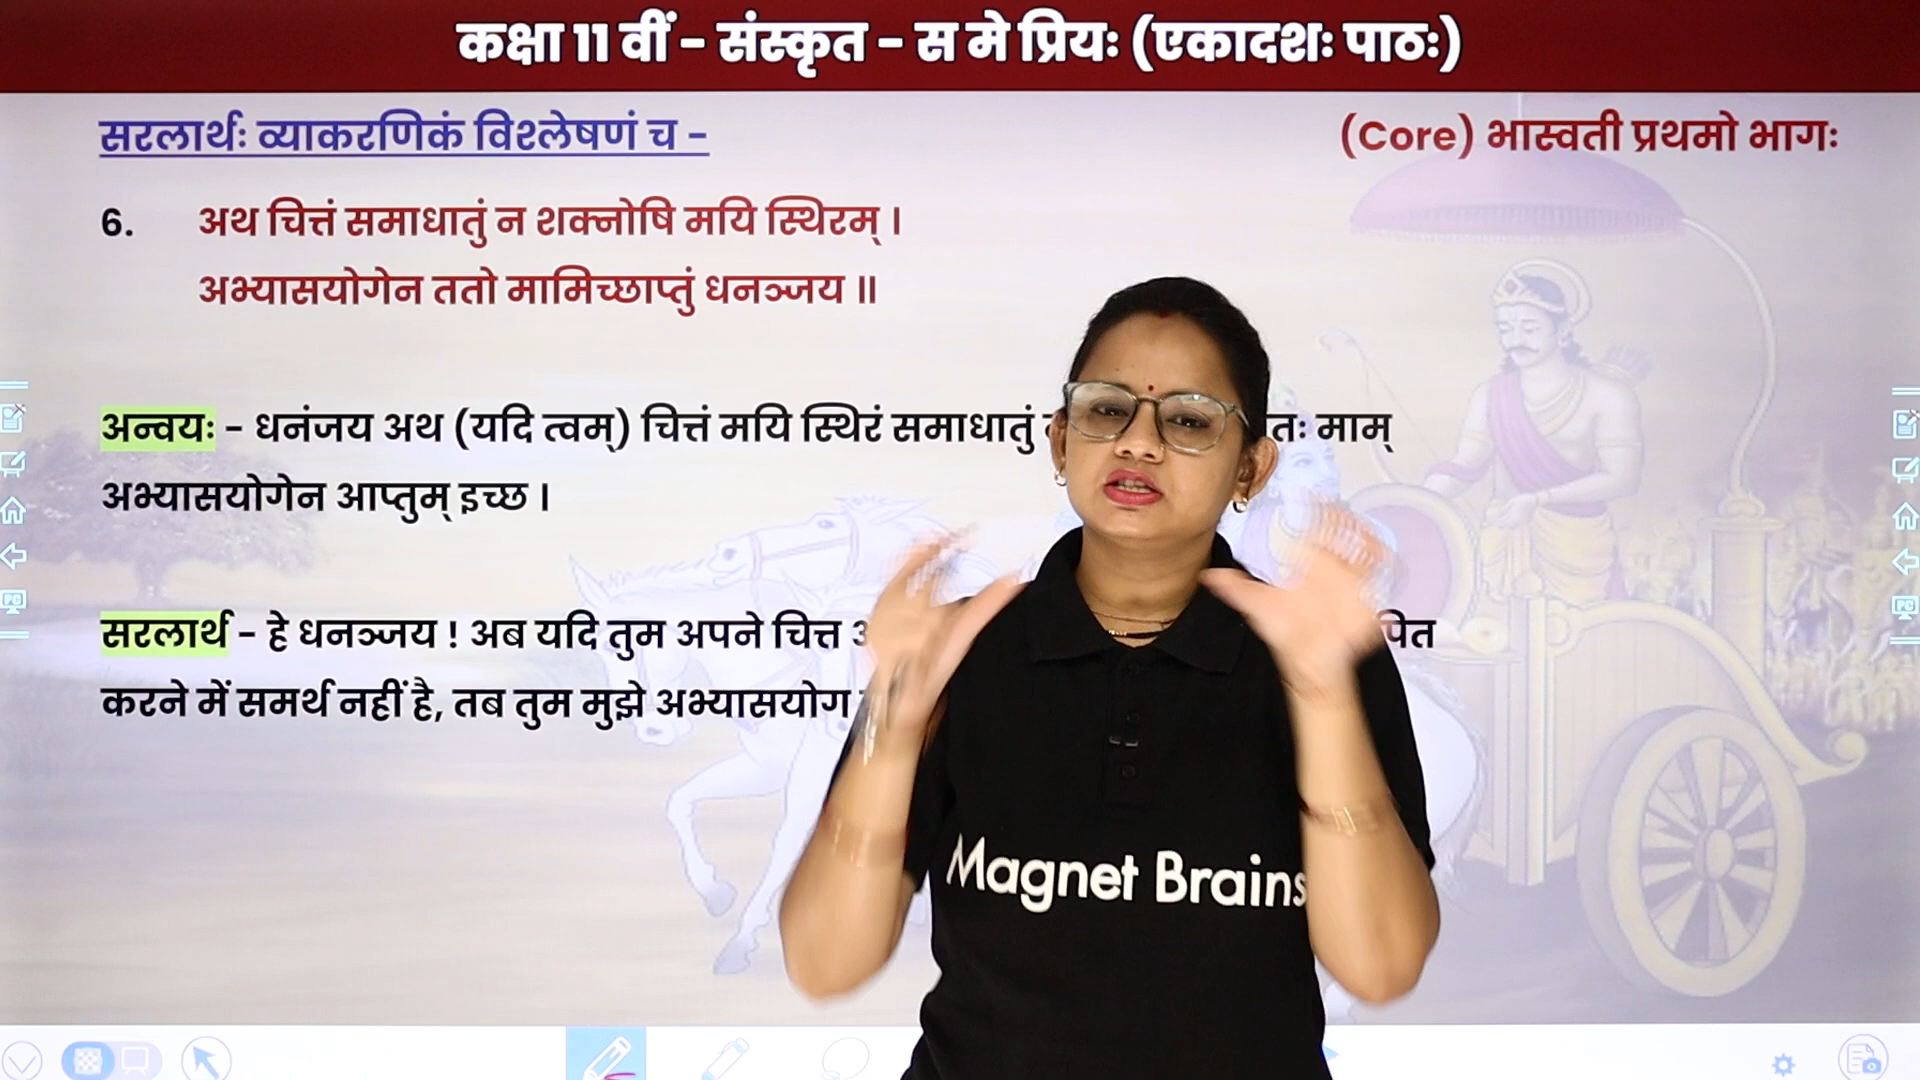 कक्षा 11 वीं - संस्कृत - स मे प्रियः (एकादशः पाठः)
सरलार्थः व्याकरणिकं विश्लेषणं च -
(Core) भास्वती प्रथमो भागः
6. अथ चित्तं समाधातुं न शक्नोषि मयि स्थिरम् ।
अभ्यासयोगेन ततो मामिच्छाप्तुं धनञ्जय ॥
अन्वयः - धनंजय अथ (यदि त्वम्) चित्तं मयि स्थिरं समाधातुं तः माम्
अभ्यासयोगेन आप्तुम् इच्छ ।
सरलार्थ - हे धनञ्जय ! अब यदि तुम अपने चित्त पित
करने में समर्थ नहीं है, तब तुम मुझे अभ्यासयोग
Magnet Brains
PC
PC